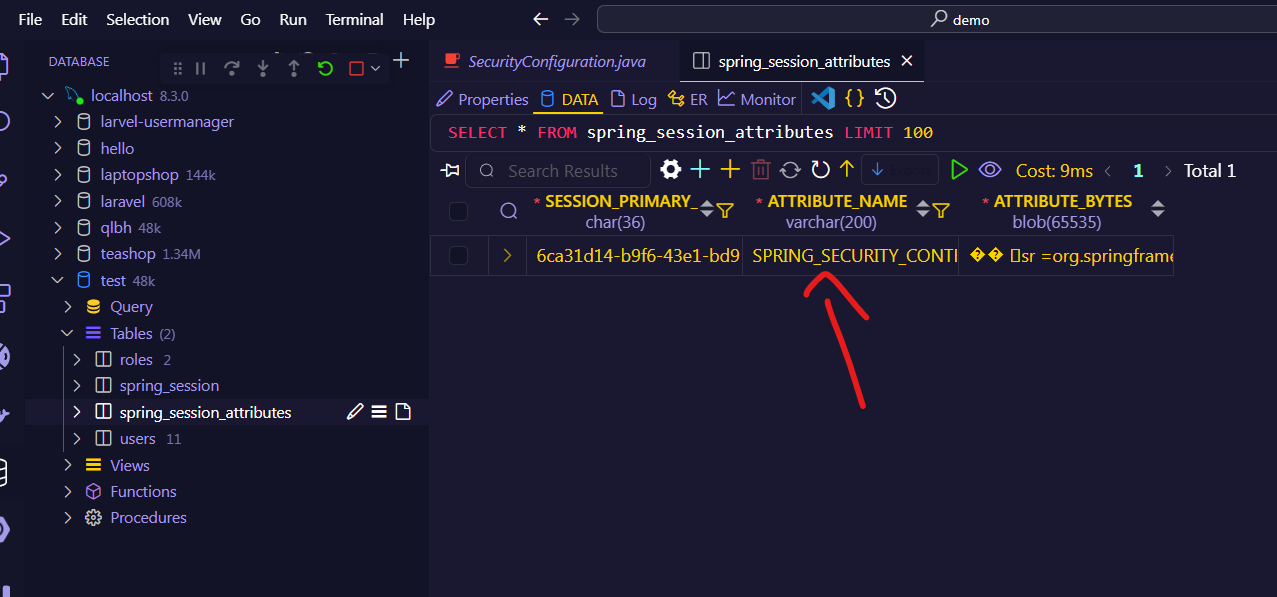 File Edit Selection View Go Run Terminal Help
demo
DATABASE
SecurityConfiguration.java
spring_session_attributes
localhost 8.3.0
Properties DATA Log ER Monitor
larvel-usermanager
SELECT * FROM spring_session_attributes LIMIT 100
hello
laptopshop 144k
Search Results
Cost: 9ms
1
Total 1
laravel 608k
* SESSION_PRIMARY_
char(36)
* ATTRIBUTE_NAME
varchar(200)
* ATTRIBUTE_BYTES
blob(65535)
qlbh 48k
teashop 1.34M
6ca31d14-b9f6-43e1-bd9
SPRING_SECURITY_CONTE
sr =org.springframe
test 48k
Query
Tables (2)
roles 2
spring_session
spring_session_attributes
users 11
Views
Functions
Procedures